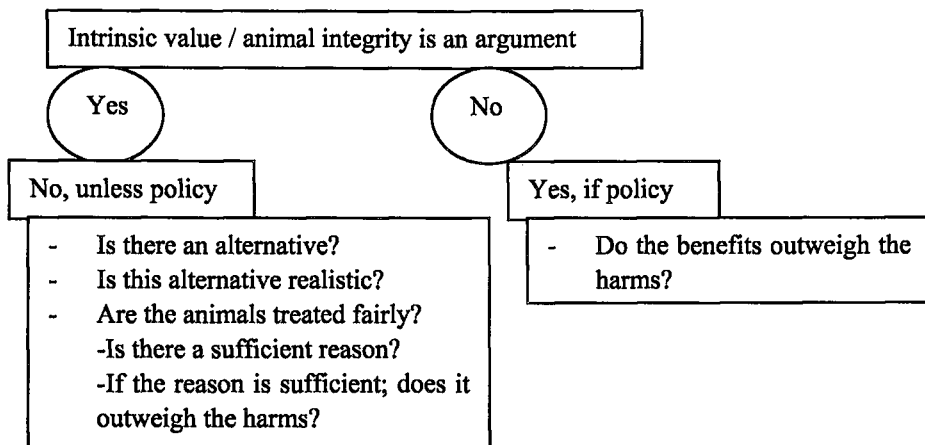 Intrinsic value / animal integrity is an argument
Yes
No
No, unless policy
Yes, if policy
- Is there an alternative?
- Is this alternative realistic?
- Are the animals treated fairly?
-Is there a sufficient reason?
-If the reason is sufficient; does it
outweigh the harms?
- Do the benefits outweigh the
harms?